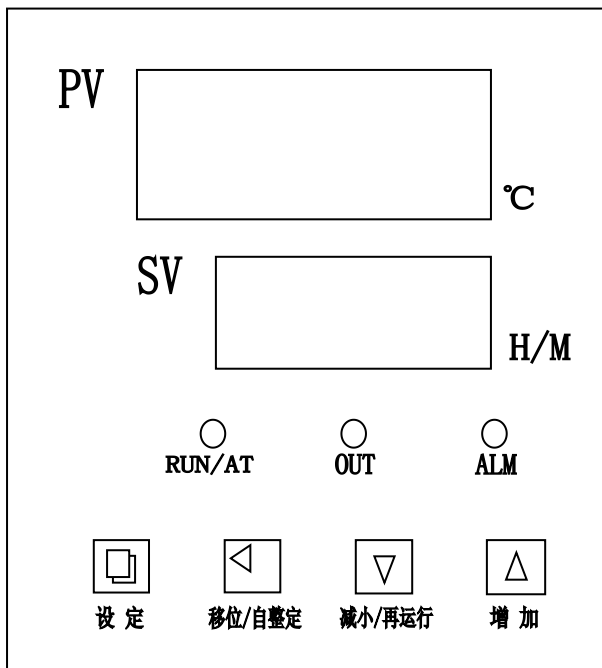 PV
℃
SV
H/M
RUN/AT OUT ALM
设定 移位/自整定 减小/再运行 增加